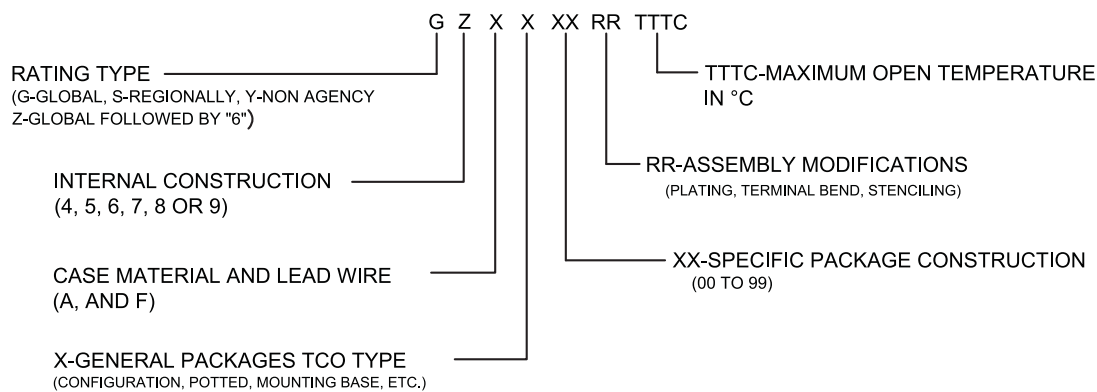 G Z X X XX RR TTTC
RATING TYPE
(G-GLOBAL, S-REGIONALLY, Y-NON AGENCY
Z-GLOBAL FOLLOWED BY "6")
TTTC-MAXIMUM OPEN TEMPERATURE
IN °C
INTERNAL CONSTRUCTION
(4, 5, 6, 7, 8 OR 9)
RR-ASSEMBLY MODIFICATIONS
(PLATING, TERMINAL BEND, STENCILING)
CASE MATERIAL AND LEAD WIRE
(A, AND F)
XX-SPECIFIC PACKAGE CONSTRUCTION
(00 TO 99)
X-GENERAL PACKAGES TCO TYPE
(CONFIGURATION, POTTED, MOUNTING BASE, ETC.)